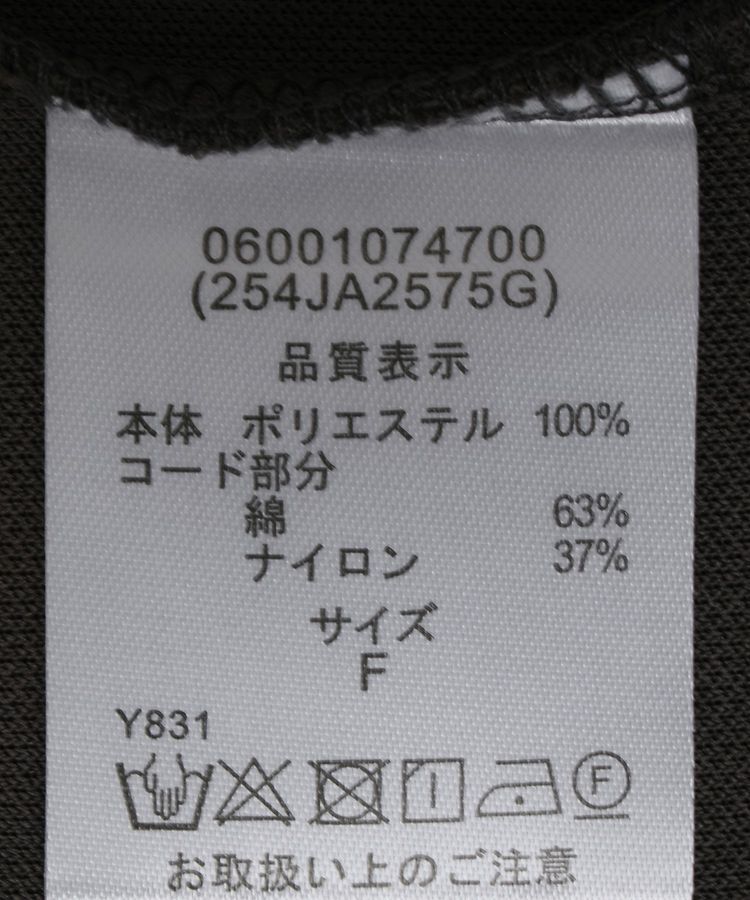 06001074700
(254JA2575G)
品質表示
本体 ポリエステル 100%
コード部分
綿 63%
ナイロン 37%
サイズ
F
Y831
F
お取扱い上のご注意